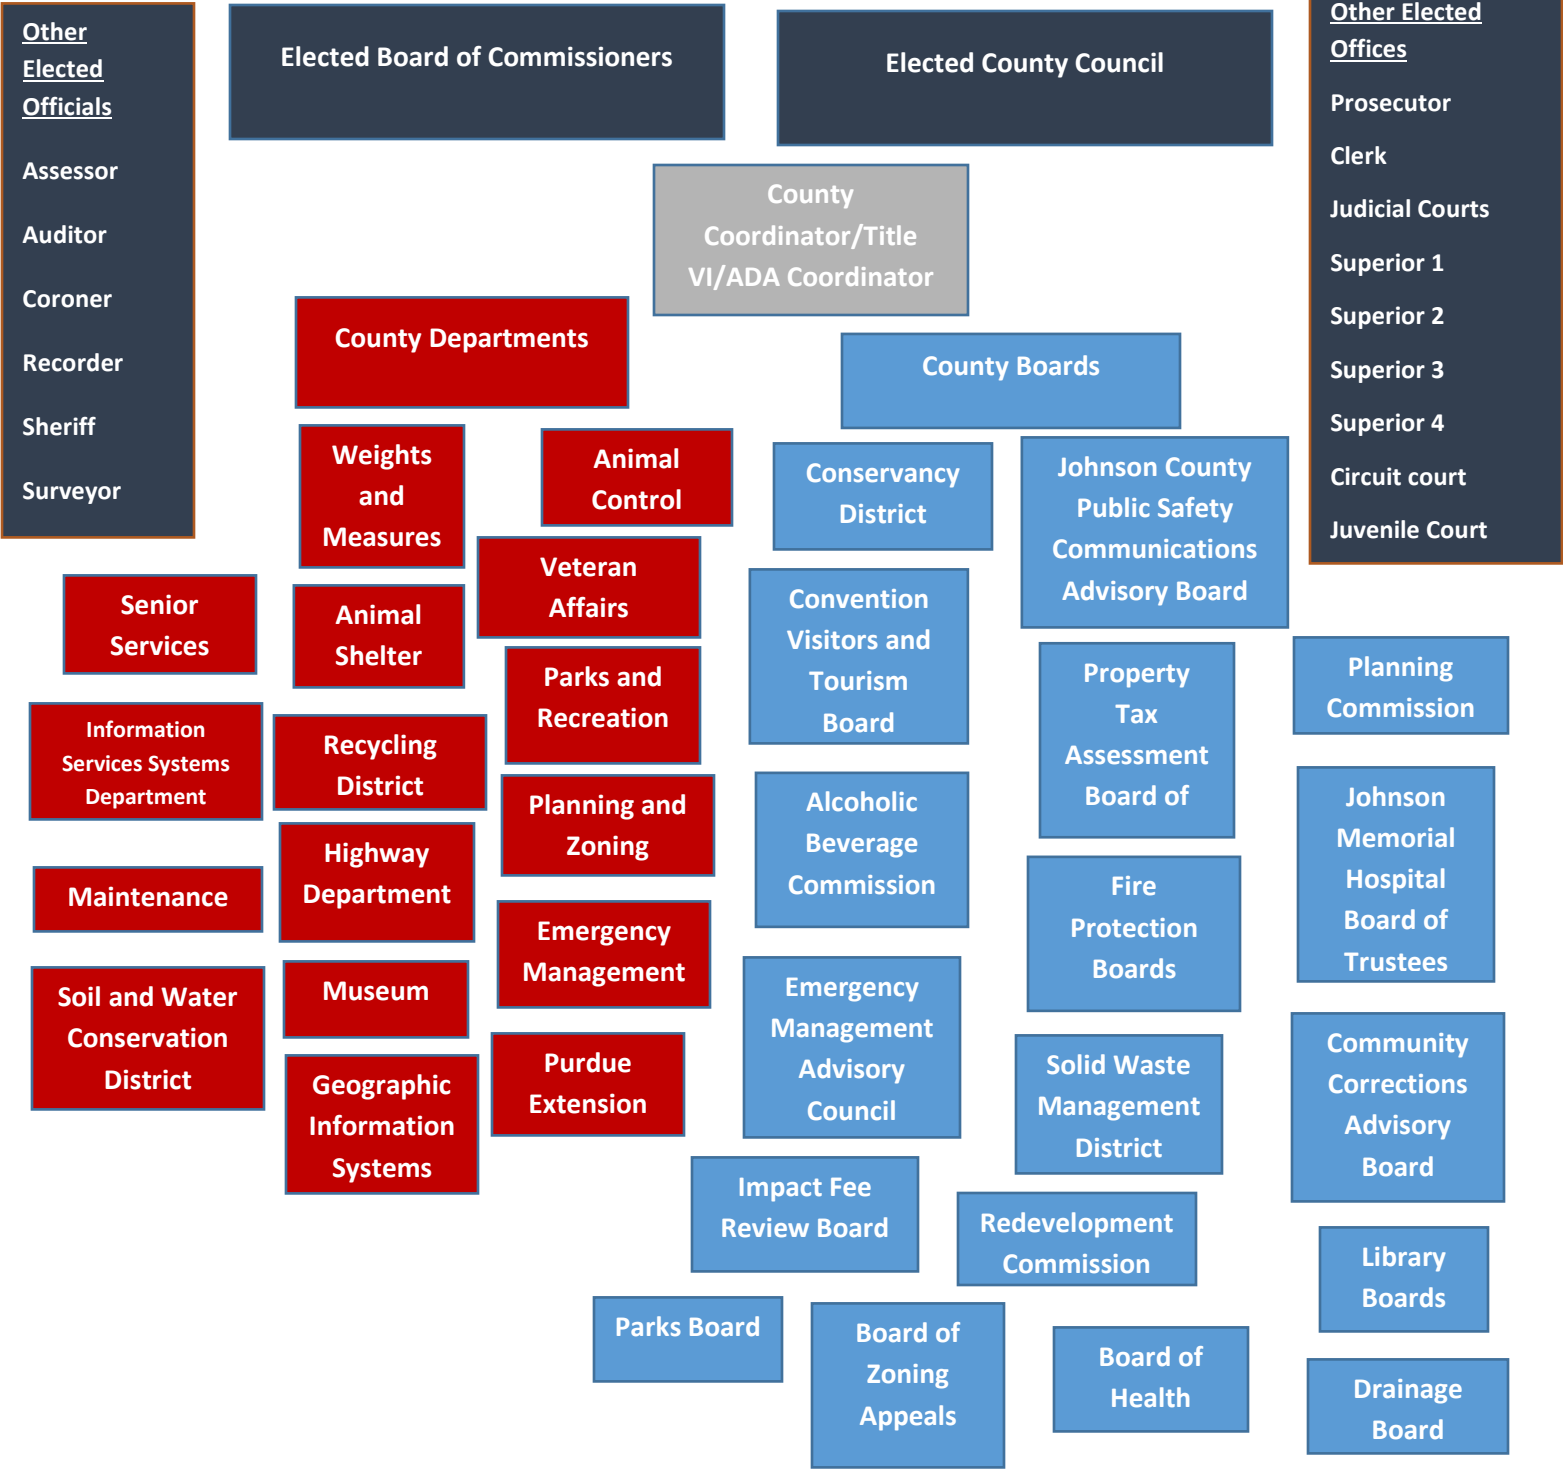 Other
Elected
Officials
Assessor
Auditor
Coroner
Recorder
Sheriff
Surveyor
Elected Board of Commissioners
Elected County Council
Other Elected
Offices
Prosecutor
Clerk
Judicial Courts
Superior 1
Superior 2
Superior 3
Superior 4
Circuit court
Juvenile Court
County
Coordinator/Title
VI/ADA Coordinator
County Departments
Weights
and
Measures
Animal
Control
Veteran
Affairs
Senior
Services
Animal
Shelter
Parks and
Recreation
Information
Services Systems
Department
Recycling
District
Planning and
Zoning
Maintenance
Highway
Department
Emergency
Management
Soil and Water
Conservation
District
Museum
Geographic
Information
Systems
Purdue
Extension
County Boards
Conservancy
District
Johnson County
Public Safety
Communications
Advisory Board
Convention
Visitors and
Tourism
Board
Property
Tax
Assessment
Board of
Planning
Commission
Alcoholic
Beverage
Commission
Fire
Protection
Boards
Johnson
Memorial
Hospital
Board of
Trustees
Emergency
Management
Advisory
Council
Solid Waste
Management
District
Community
Corrections
Advisory
Board
Impact Fee
Review Board
Redevelopment
Commission
Library
Boards
Parks Board
Board of
Zoning
Appeals
Board of
Health
Drainage
Board